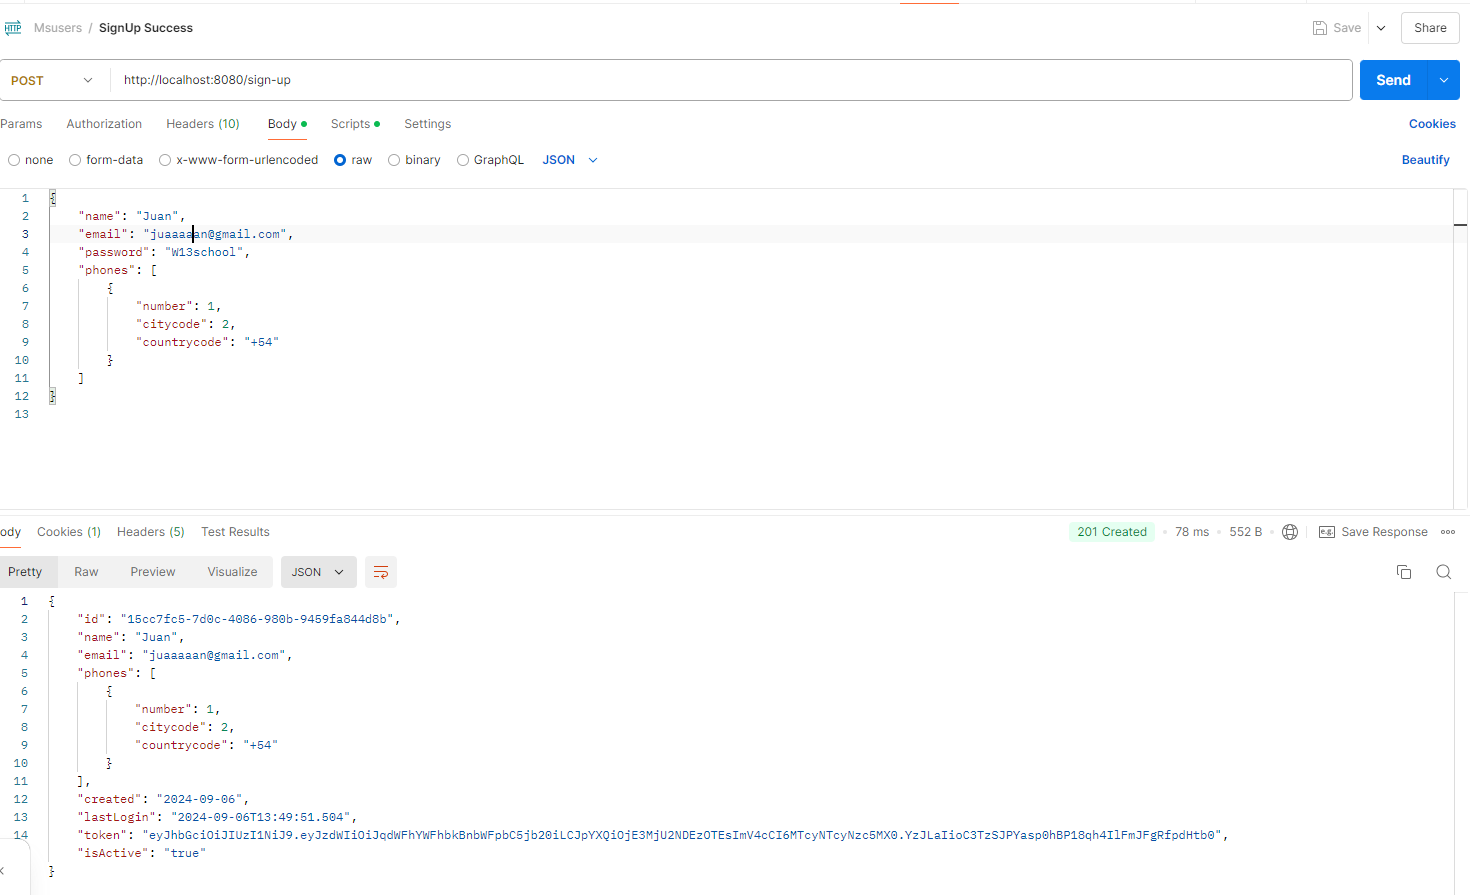 HTTP Msusers / SignUp Success Save Share
POST http://localhost:8080/sign-up Send
Params Authorization Headers (10) Body Scripts Settings Cookies
none form-data x-www-form-urlencoded raw binary GraphQL JSON Beautify
1 {
2 "name": "Juan",
3 "email": "juaaaaan@gmail.com",
4 "password": "W13school",
5 "phones": [
6 {
7 "number": 1,
8 "citycode": 2,
9 "countrycode": "+54"
10 }
11 ]
12 }
13
ody Cookies (1) Headers (5) Test Results 201 Created 78 ms 552 B e.g. Save Response
Pretty Raw Preview Visualize JSON
1 {
2 "id": "15cc7fc5-7d0c-4086-980b-9459fa844d8b",
3 "name": "Juan",
4 "email": "juaaaaan@gmail.com",
5 "phones": [
6 {
7 "number": 1,
8 "citycode": 2,
9 "countrycode": "+54"
10 }
11 ],
12 "created": "2024-09-06",
13 "lastLogin": "2024-09-06T13:49:51.504",
14 "token": "eyJhbGciOiJIUzI1NiJ9.eyJzdWIiOiJqdWFhYWFhbkBnbWFpbC5jb20iLCJpYXQiOjE3MjU2NDEzOTEsImV4cCI6MTcyNTcyNzc5MX0.YzJLaIioC3TzSJPYasp0hBP18qh4IlFmJFgRfpdHtb0",
"isActive": "true"
}